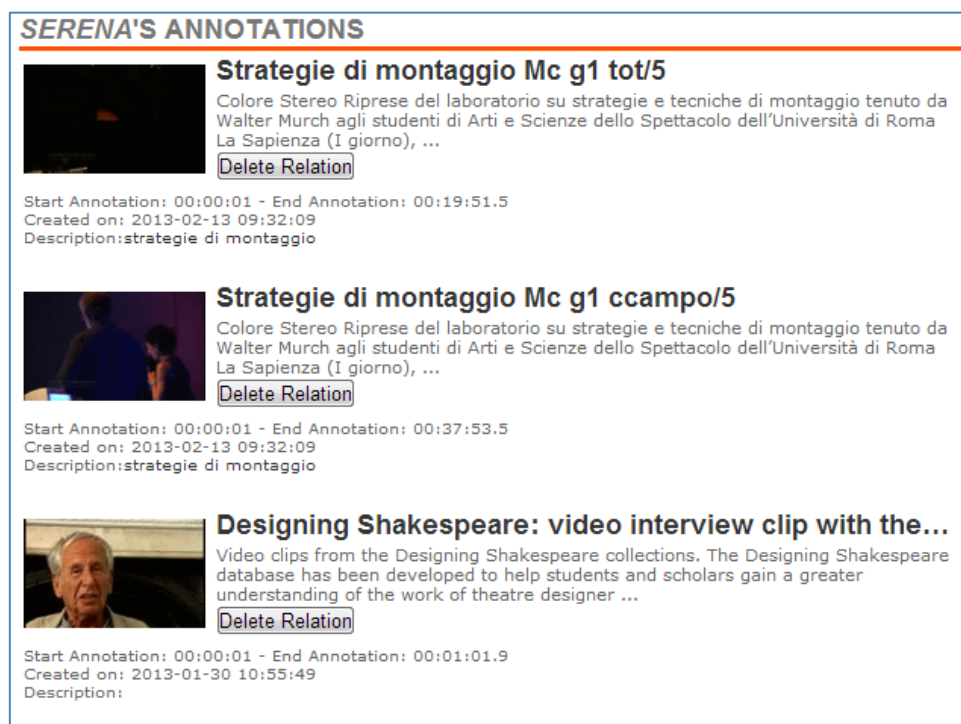 SERENA'S ANNOTATIONS
Strategie di montaggio Mc g1 tot/5
Colore Stereo Riprese del laboratorio su strategie e tecniche di montaggio tenuto da
Walter Murch agli studenti di Arti e Scienze dello Spettacolo dell'Università di Roma
La Sapienza (I giorno), ...
Delete Relation
Start Annotation: 00:00:01 - End Annotation: 00:19:51.5
Created on: 2013-02-13 09:32:09
Description:strategie di montaggio
Strategie di montaggio Mc g1 ccampo/5
Colore Stereo Riprese del laboratorio su strategie e tecniche di montaggio tenuto da
Walter Murch agli studenti di Arti e Scienze dello Spettacolo dell'Università di Roma
La Sapienza (I giorno), ...
Delete Relation
Start Annotation: 00:00:01 - End Annotation: 00:37:53.5
Created on: 2013-02-13 09:32:09
Description:strategie di montaggio
Designing Shakespeare: video interview clip with the...
Video clips from the Designing Shakespeare collections. The Designing Shakespeare
database has been developed to help students and scholars gain a greater
understanding of the work of theatre designer ...
Delete Relation
Start Annotation: 00:00:01 - End Annotation: 00:01:01.9
Created on: 2013-01-30 10:55:49
Description: